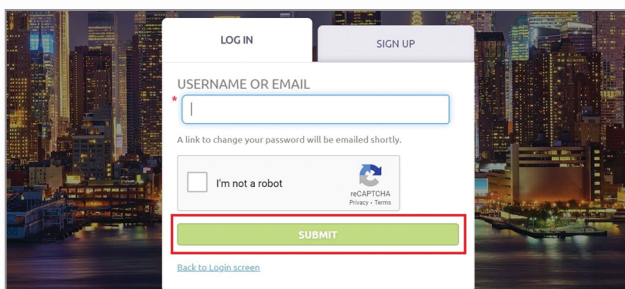 LOG IN
SIGN UP
USERNAME OR EMAIL
*
A link to change your password will be emailed shortly.
I'm not a robot
reCAPTCHA
Privacy • Terms
SUBMIT
Back to Login screen